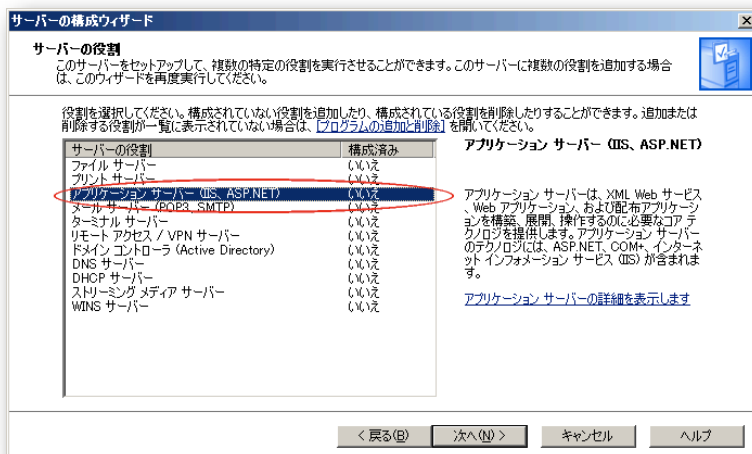 サーバーの構成ウィザード
サーバーの役割
このサーバーをセットアップして、複数の特定の役割を実行させることができます。このサーバーに複数の役割を追加する場合
は、このウィザードを再度実行してください。
役割を選択してください。構成されていない役割を追加したり、構成されている役割を削除したりすることができます。追加または
削除する役割が一覧に表示されていない場合は、[プログラムの追加と削除] を開いてください。
サーバーの役割 構成済み
ファイル サーバー いいえ
プリント サーバー いいえ
アプリケーション サーバー (IIS、ASP.NET) いいえ
メール サーバー (POP3、SMTP) いいえ
ターミナル サーバー いいえ
リモート アクセス / VPN サーバー いいえ
ドメイン コントローラ (Active Directory) いいえ
DNS サーバー いいえ
DHCP サーバー いいえ
ストリーミング メディア サーバー いいえ
WINS サーバー いいえ
アプリケーション サーバー (IIS、ASP.NET)
アプリケーション サーバーは、XML Web サービス
、Web アプリケーション、および配布アプリケーシ
ョンを構築、展開、操作するのに必要なコア テ
クノロジを提供します。アプリケーション サーバー
のテクノロジには、ASP.NET、COM+、インターネ
ット インフォメーション サービス (IIS) が含まれま
す。
アプリケーション サーバーの詳細を表示します
< 戻る(B)
次へ(N) >
キャンセル
ヘルプ